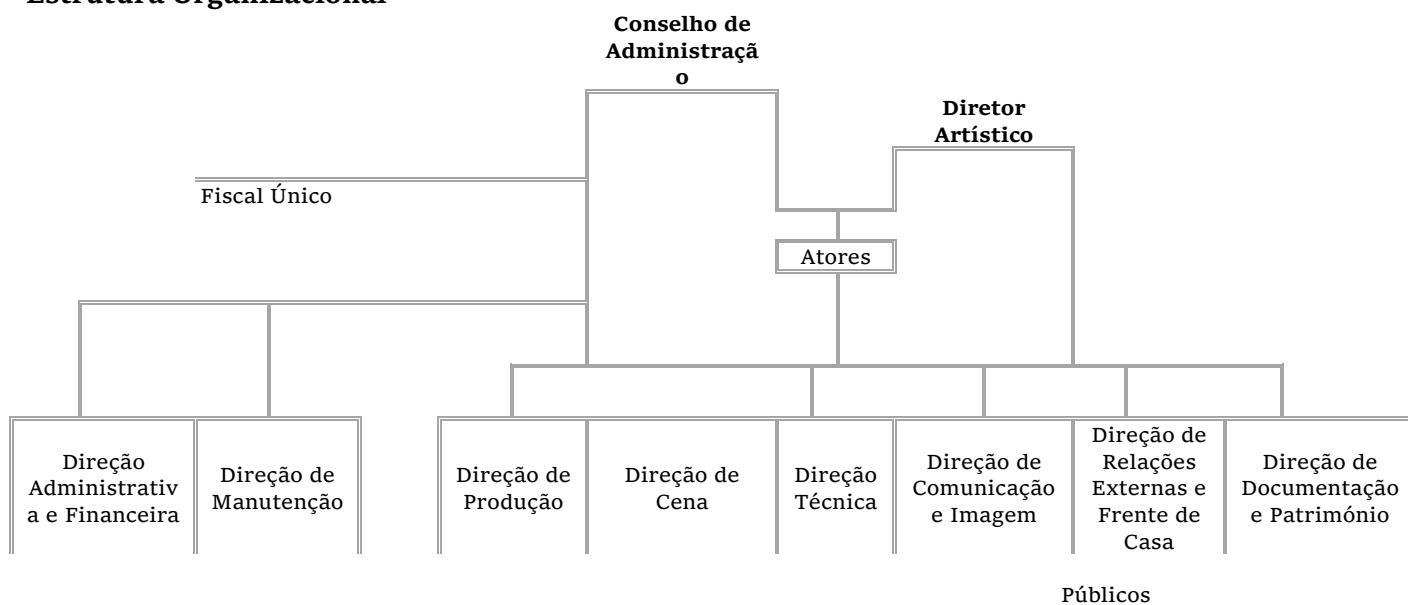 Estrutura Organizacional
Conselho de
Administraçã
o
Diretor
Artístico
Fiscal Único
Atores
Direção
Administrativ
a e Financeira
Direção de
Manutenção
Direção de
Produção
Direção de
Cena
Direção
Técnica
Direção de
Comunicação
e Imagem
Direção de
Relações
Externas e
Frente de
Casa
Direção de
Documentação
e Património
Públicos